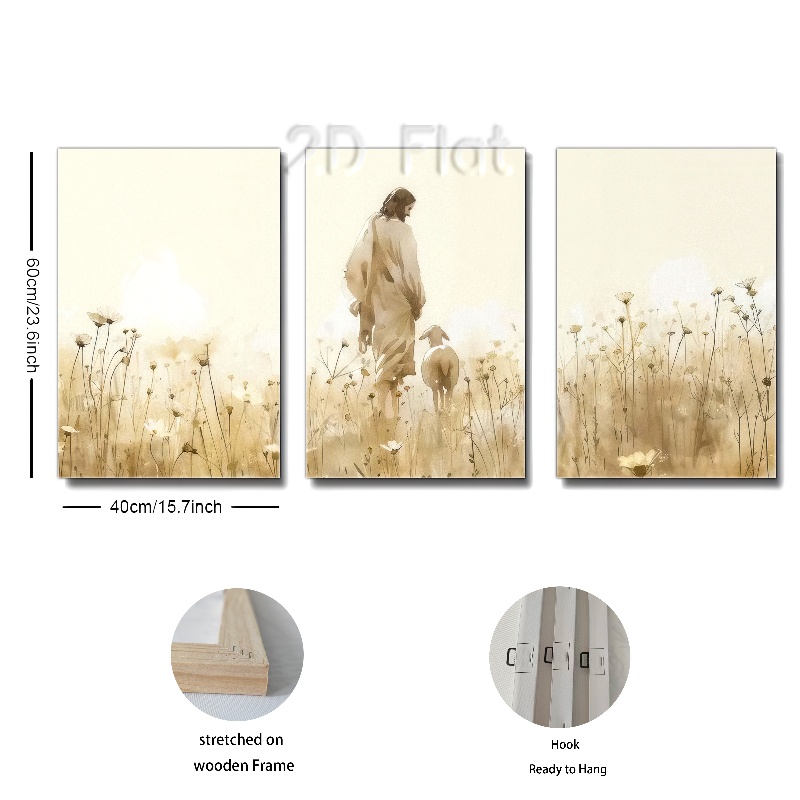 2D Flat
60cm/23.6inch
40cm/15.7inch
stretched on
wooden Frame
Hook
Ready to Hang